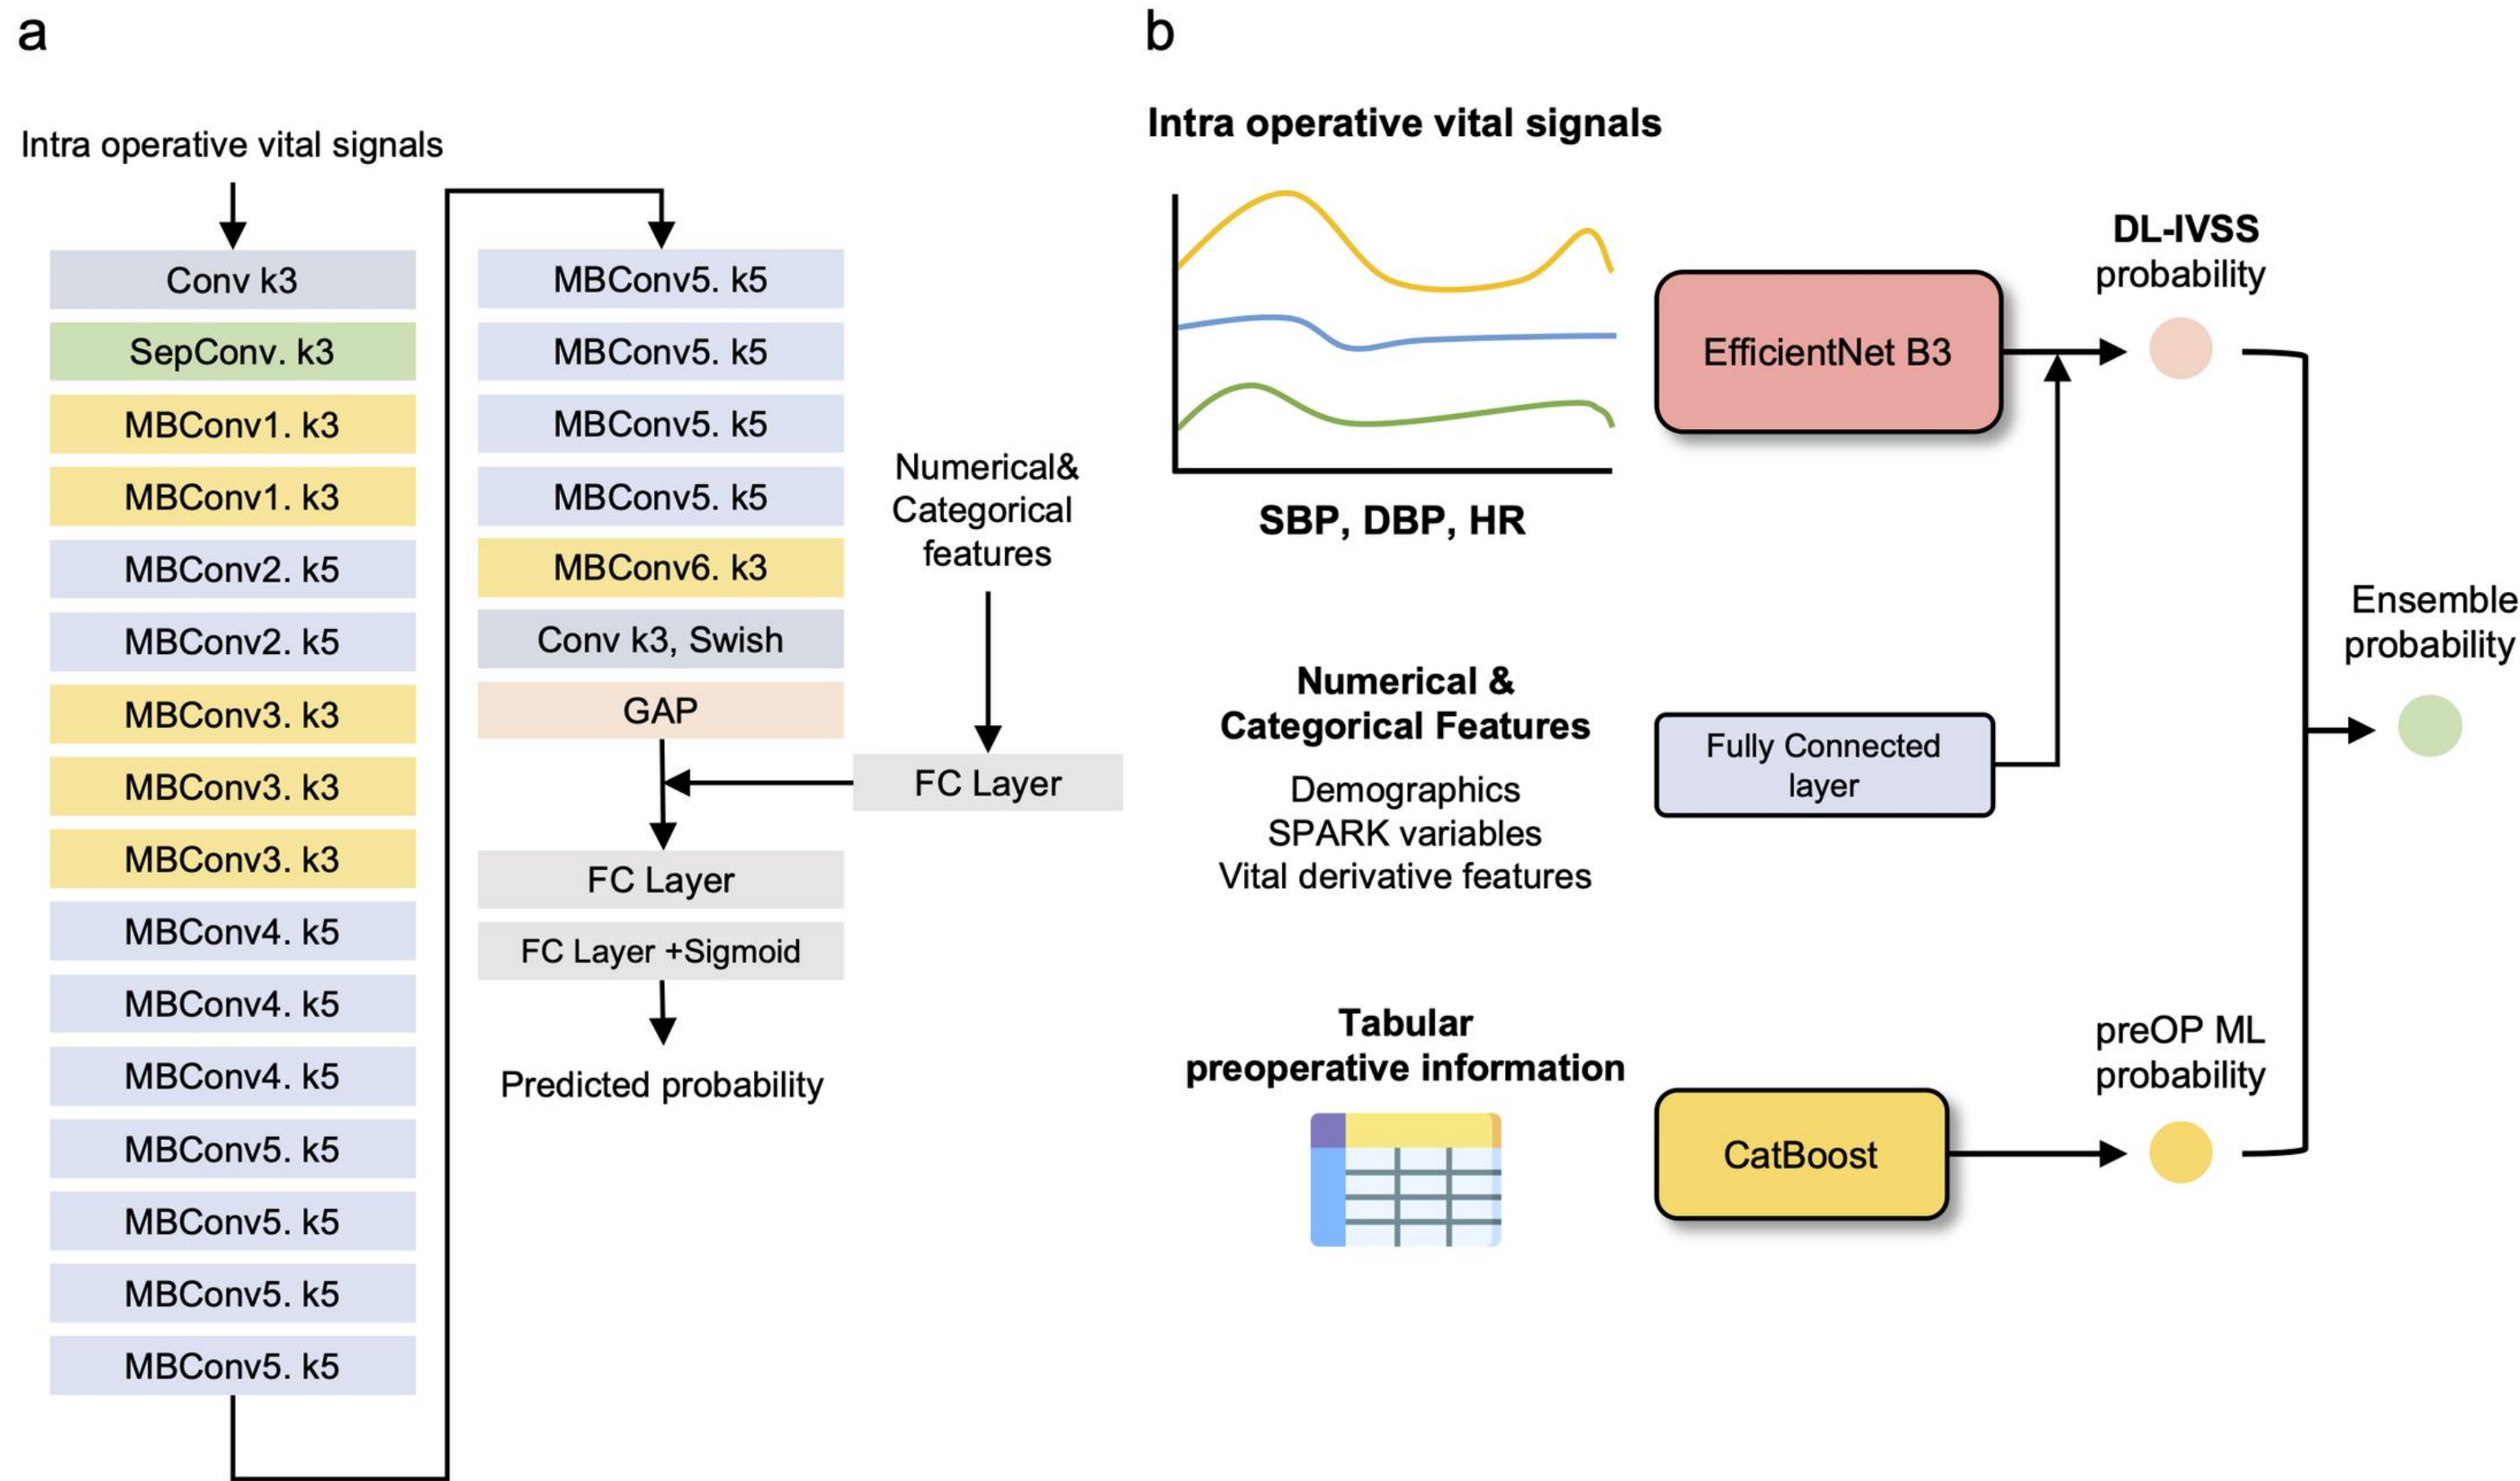 a
Intra operative vital signals
Conv k3
SepConv. k3
MBConv1. k3
MBConv1. k3
MBConv2. k5
MBConv2. k5
MBConv3. k3
MBConv3. k3
MBConv3. k3
MBConv4. k5
MBConv4. k5
MBConv4. k5
MBConv5. k5
MBConv5. k5
MBConv5. k5
MBConv5. k5
MBConv5. k5
MBConv5. k5
MBConv5. k5
MBConv5. k5
MBConv6. k3
Conv k3, Swish
GAP
Numerical&
Categorical
features
FC Layer
FC Layer
FC Layer +Sigmoid
Predicted probability
b
Intra operative vital signals
SBP, DBP, HR
EfficientNet B3
DL-IVSS
probability
Numerical &
Categorical Features
Demographics
SPARK variables
Vital derivative features
Fully Connected
layer
Tabular
preoperative information
CatBoost
preOP ML
probability
Ensemble
probability